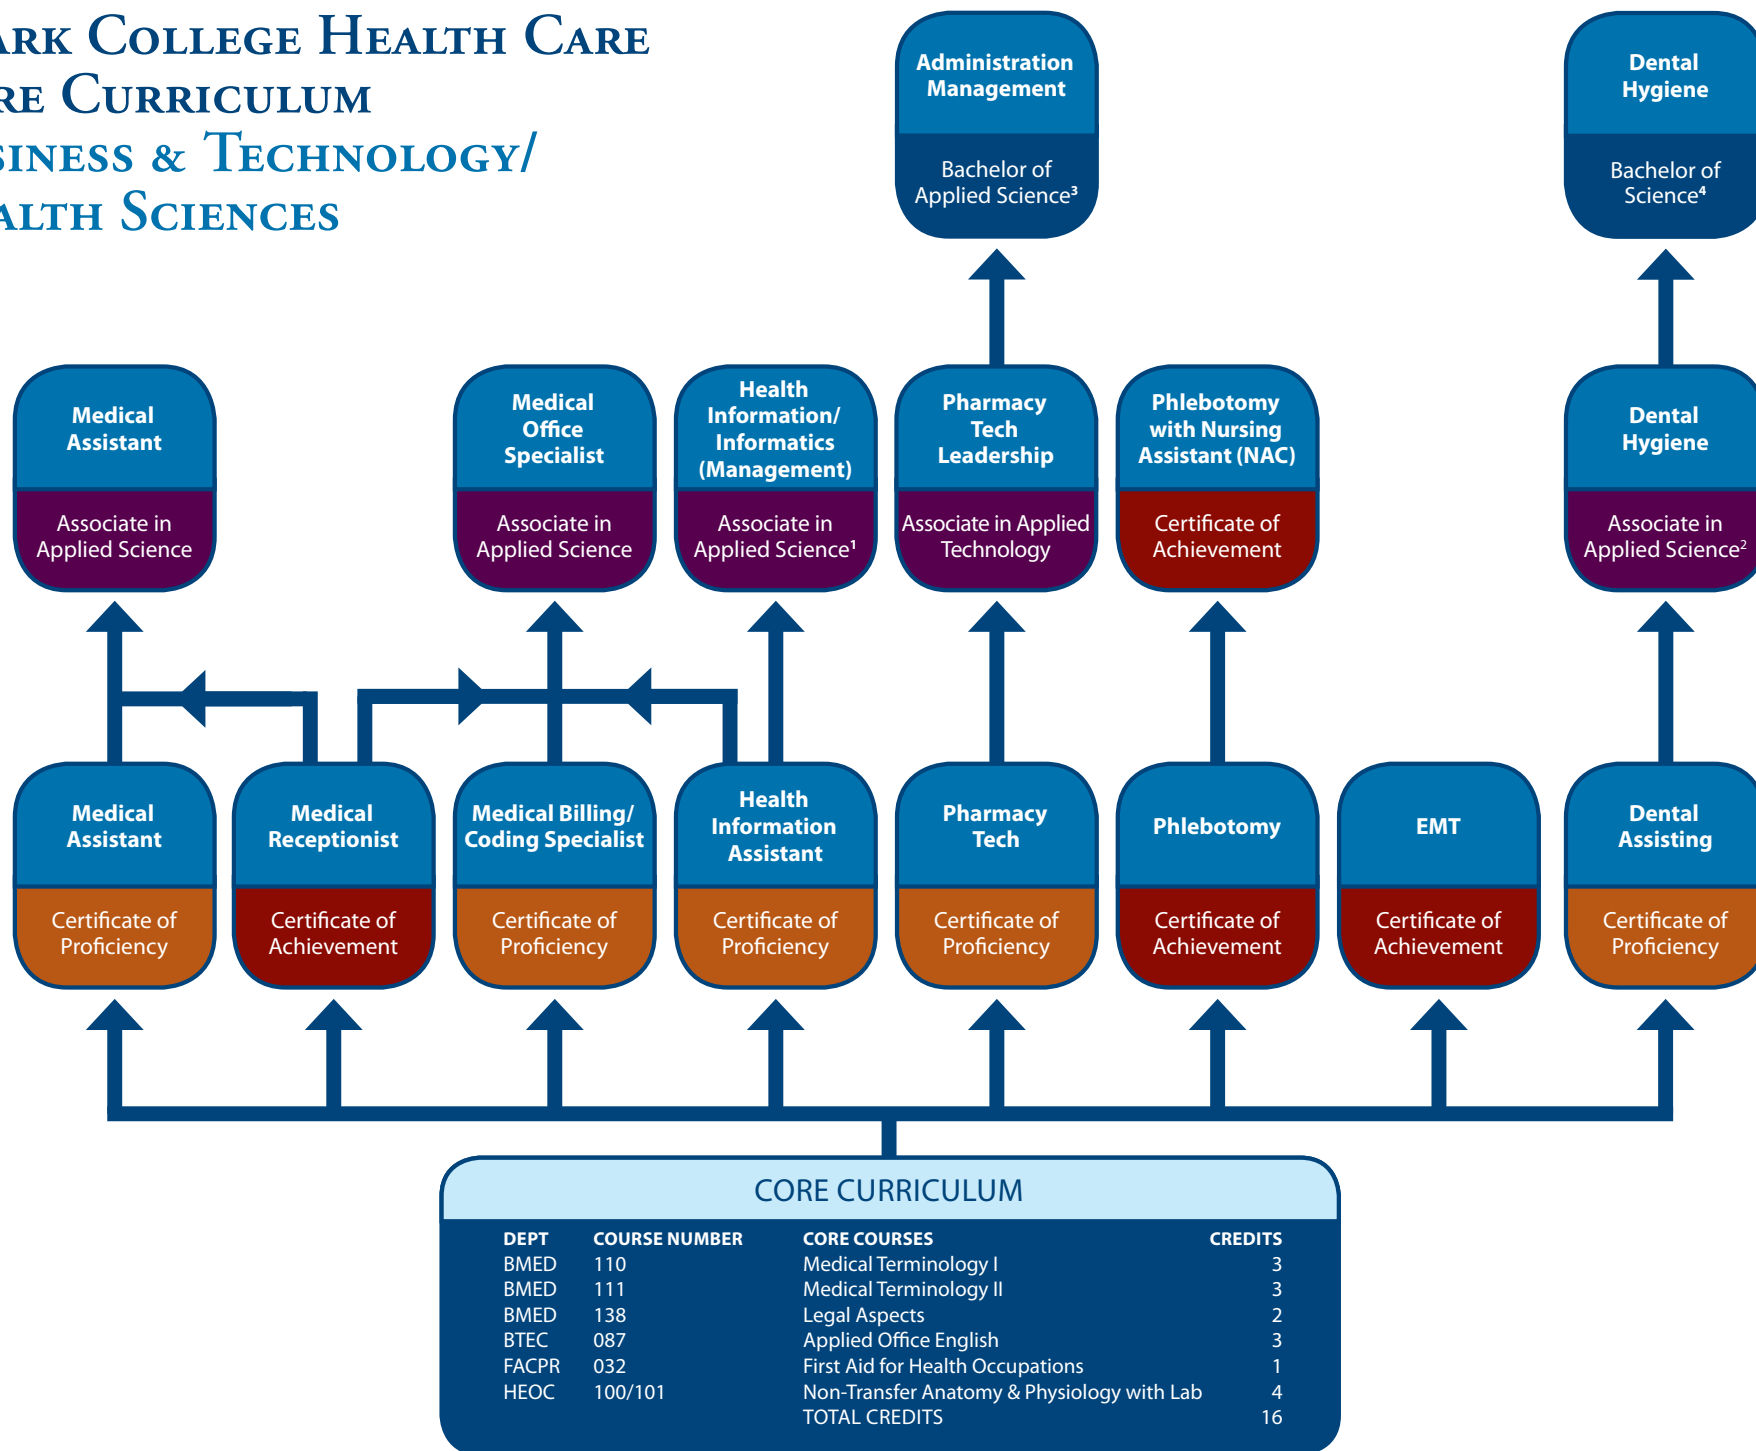 ARK COLLEGE HEALTH CARE
RE CURRICULUM
SINESS & TECHNOLOGY/
ALTH SCIENCES
Administration
Management
Bachelor of
Applied Science³
Dental
Hygiene
Bachelor of
Science⁴
Medical
Assistant
Associate in
Applied Science
Medical
Office
Specialist
Associate in
Applied Science
Health
Information/
Informatics
(Management)
Associate in
Applied Science¹
Pharmacy
Tech
Leadership
Associate in Applied
Technology
Phlebotomy
with Nursing
Assistant (NAC)
Certificate of
Achievement
Dental
Hygiene
Associate in
Applied Science²
Medical
Assistant
Certificate of
Proficiency
Medical
Receptionist
Certificate of
Achievement
Medical Billing/
Coding Specialist
Certificate of
Proficiency
Health
Information
Assistant
Certificate of
Proficiency
Pharmacy
Tech
Certificate of
Proficiency
Phlebotomy
Certificate of
Achievement
EMT
Certificate of
Achievement
Dental
Assisting
Certificate of
Proficiency
CORE CURRICULUM
DEPT COURSE NUMBER CORE COURSES CREDITS
BMED 110 Medical Terminology I 3
BMED 111 Medical Terminology II 3
BMED 138 Legal Aspects 2
BTEC 087 Applied Office English 3
FACPR 032 First Aid for Health Occupations 1
HEOC 100/101 Non-Transfer Anatomy & Physiology with Lab 4
TOTAL CREDITS 16